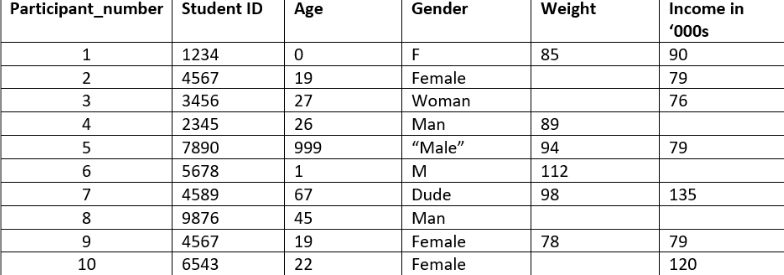 Participant_number Student ID Age Gender Weight Income in
‘000s
1 1234 0 F 85 90
2 4567 19 Female 79
3 3456 27 Woman 76
4 2345 26 Man 89
5 7890 999 “Male” 94 79
6 5678 1 M 112
7 4589 67 Dude 98 135
8 9876 45 Man
9 4567 19 Female 78 79
10 6543 22 Female 120